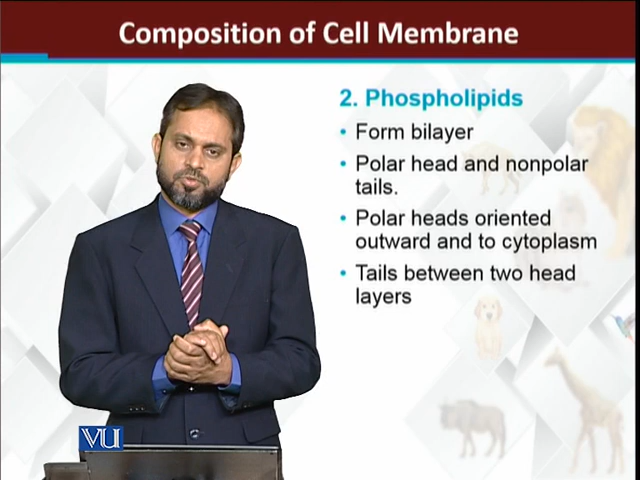 Composition of Cell Membrane
2. Phospholipids
• Form bilayer
• Polar head and nonpolar
tails.
• Polar heads oriented
outward and to cytoplasm
• Tails between two head
layers
VU